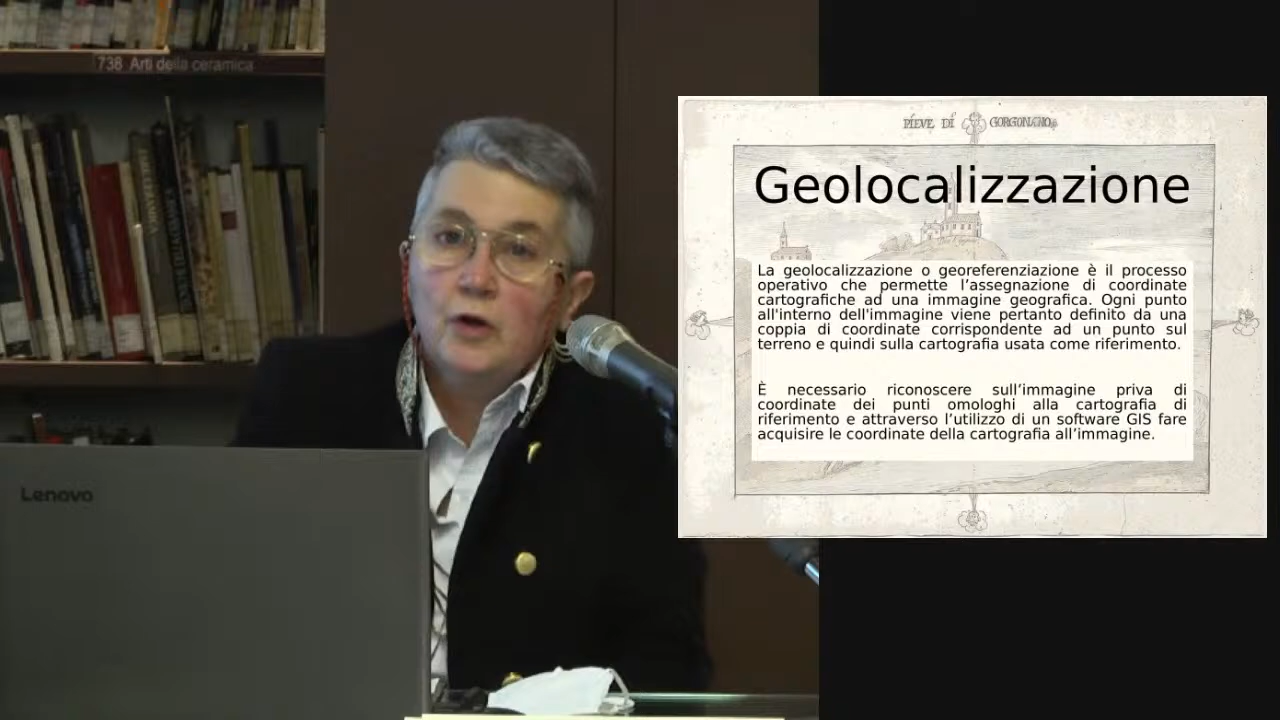 738 Arti della ceramica
Lenovo
PIEVE DI GORGOGNANO
Geolocalizzazione
La geolocalizzazione o georeferenziazione è il processo
operativo che permette l’assegnazione di coordinate
cartografiche ad una immagine geografica. Ogni punto
all'interno dell'immagine viene pertanto definito da una
coppia di coordinate corrispondente ad un punto sul
terreno e quindi sulla cartografia usata come riferimento.
È necessario riconoscere sull’immagine priva di
coordinate dei punti omologhi alla cartografia di
riferimento e attraverso l’utilizzo di un software GIS fare
acquisire le coordinate della cartografia all’immagine.